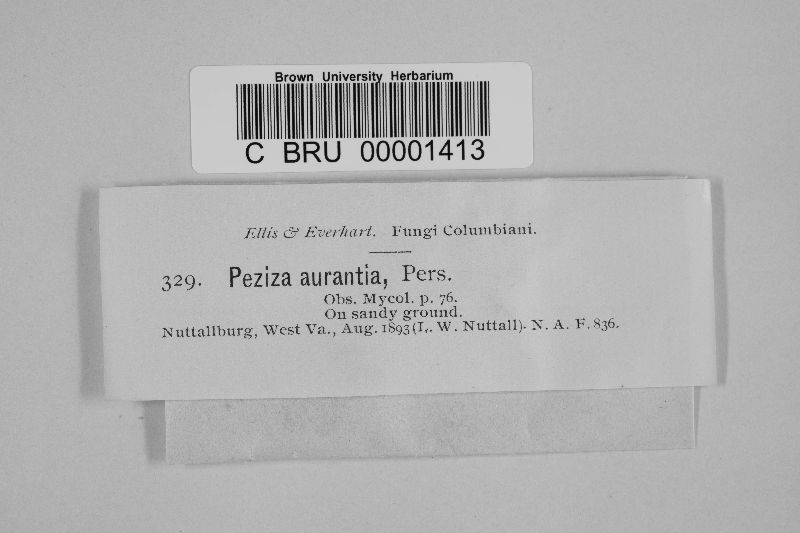 Brown University Herbarium
C BRU 00001413
Ellis & Everhart. Fungi Columbiani.
329. Peziza aurantia, Pers.
Obs. Mycol. p. 76.
On sandy ground.
Nuttallburg, West Va., Aug. 1893 (L. W. Nuttall). N. A. F. 836.